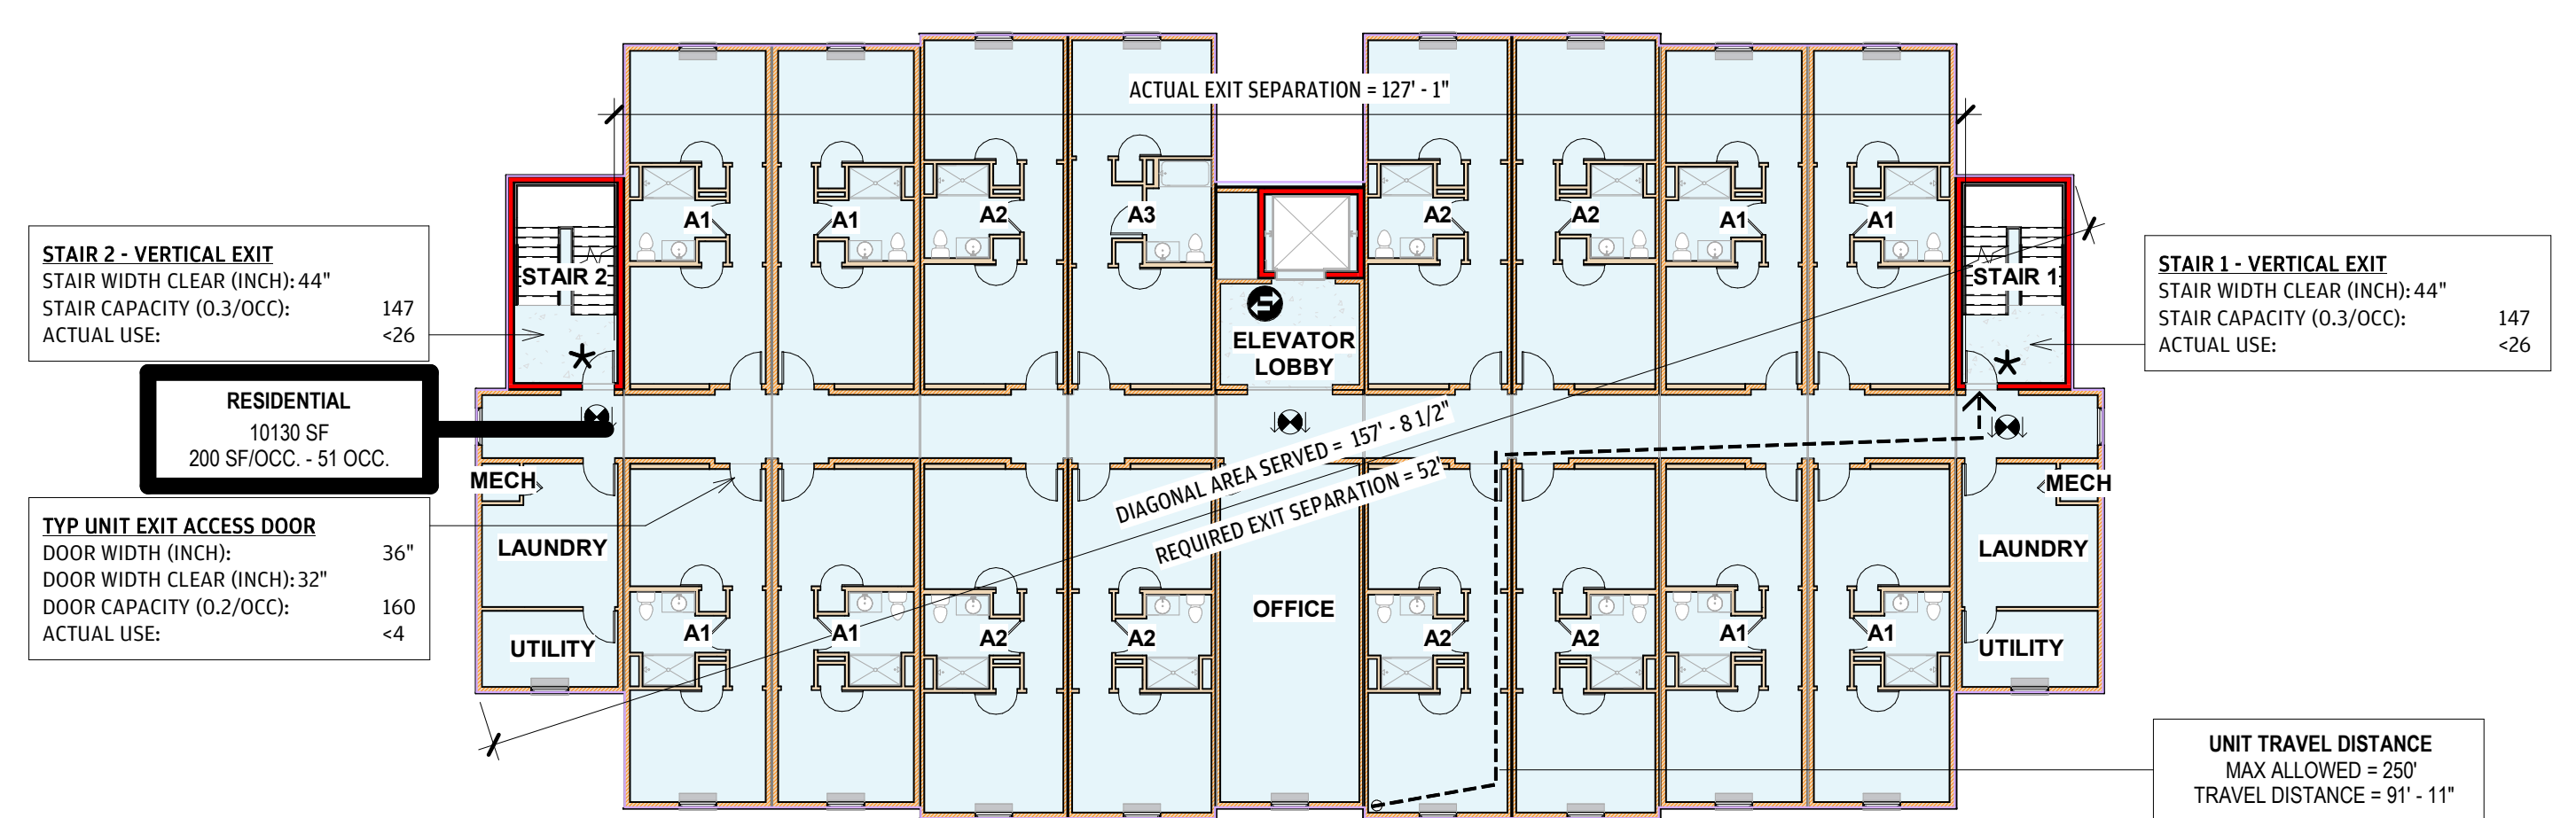 ACTUAL EXIT SEPARATION = 127' - 1"
A1
A1
A2
A3
A2
A2
A1
A1
STAIR 2 - VERTICAL EXIT
STAIR WIDTH CLEAR (INCH): 44"
STAIR CAPACITY (0.3/OCC): 147
ACTUAL USE: <26
STAIR 2
ELEVATOR
LOBBY
STAIR 1
STAIR 1 - VERTICAL EXIT
STAIR WIDTH CLEAR (INCH): 44"
STAIR CAPACITY (0.3/OCC): 147
ACTUAL USE: <26
RESIDENTIAL
10130 SF
200 SF/OCC. - 51 OCC.
DIAGONAL AREA SERVED = 157' - 8 1/2"
REQUIRED EXIT SEPARATION = 52'
MECH
MECH
TYP UNIT EXIT ACCESS DOOR
DOOR WIDTH (INCH): 36"
DOOR WIDTH CLEAR (INCH): 32"
DOOR CAPACITY (0.2/OCC): 160
ACTUAL USE: <4
LAUNDRY
LAUNDRY
OFFICE
UTILITY
A1
A1
A2
A2
A2
A2
A1
A1
UTILITY
UNIT TRAVEL DISTANCE
MAX ALLOWED = 250'
TRAVEL DISTANCE = 91' - 11"